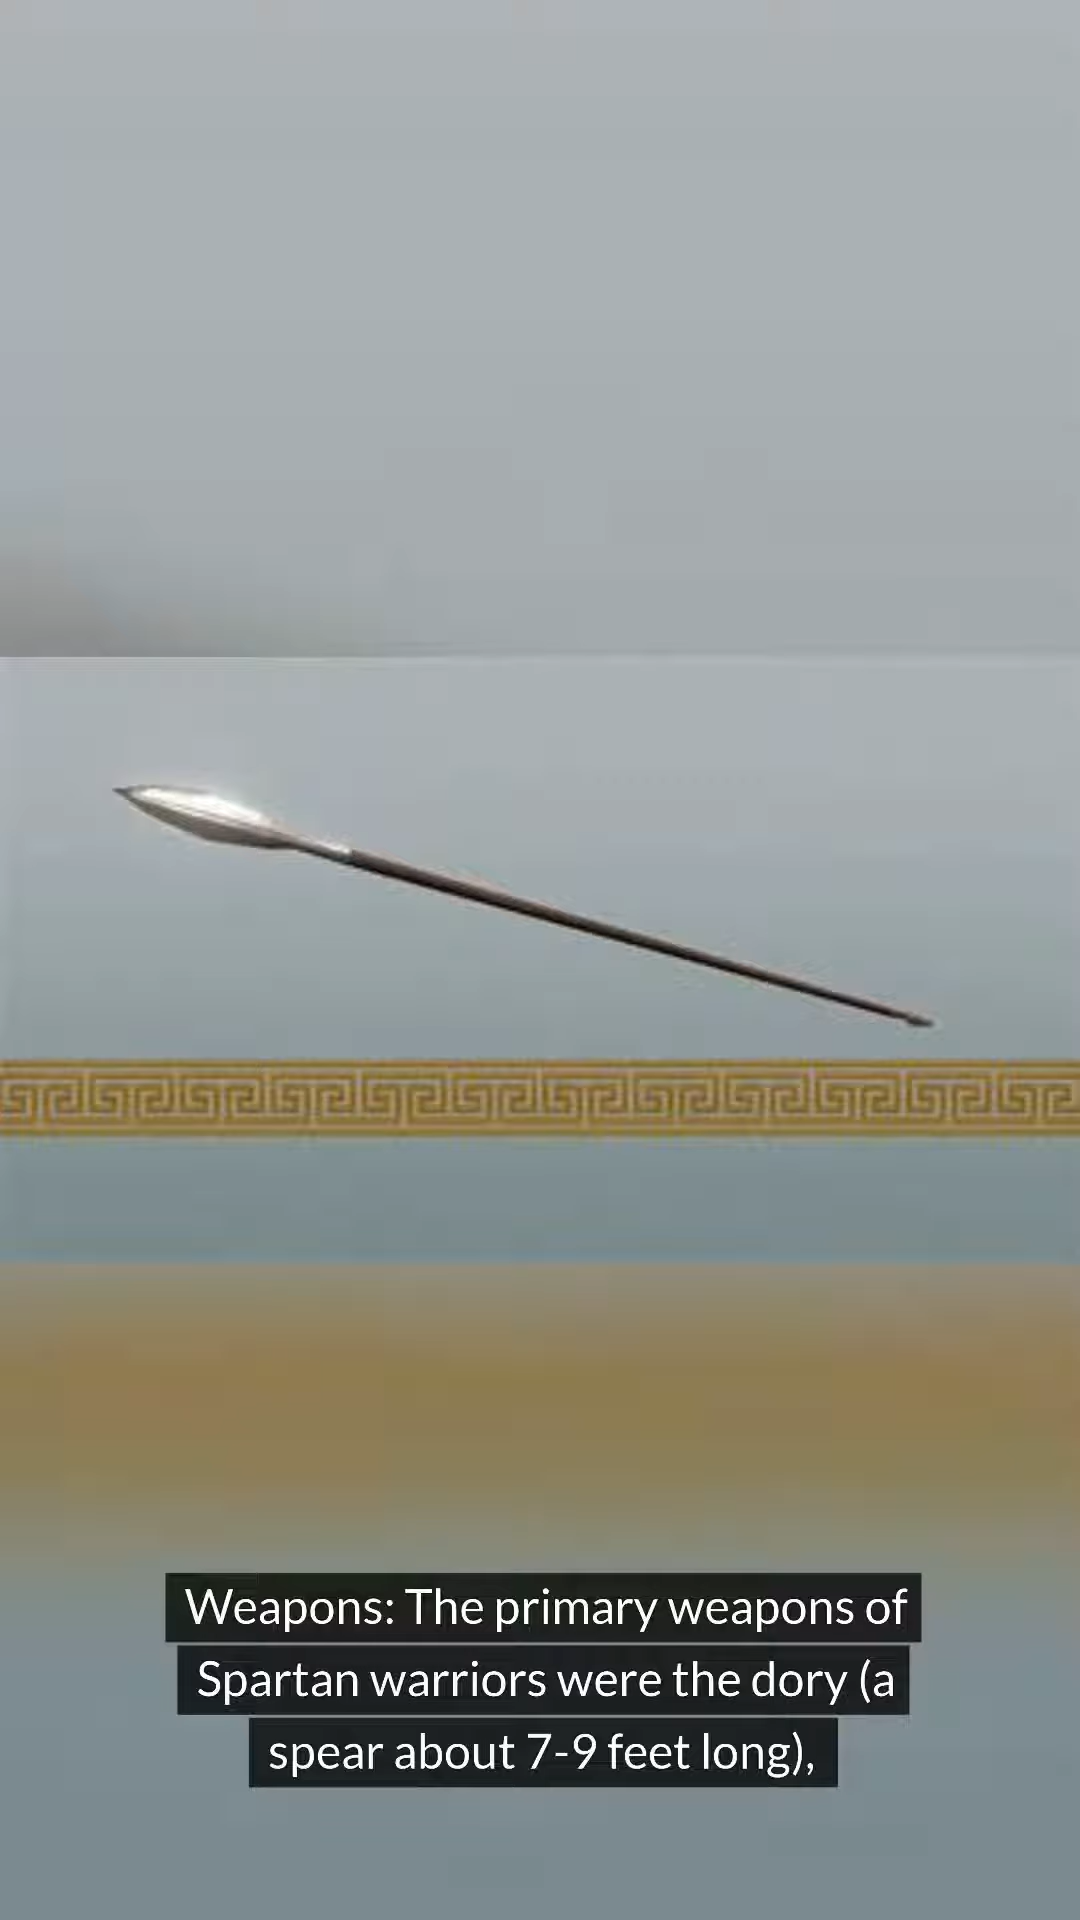 Weapons: The primary weapons of
Spartan warriors were the dory (a
spear about 7-9 feet long),